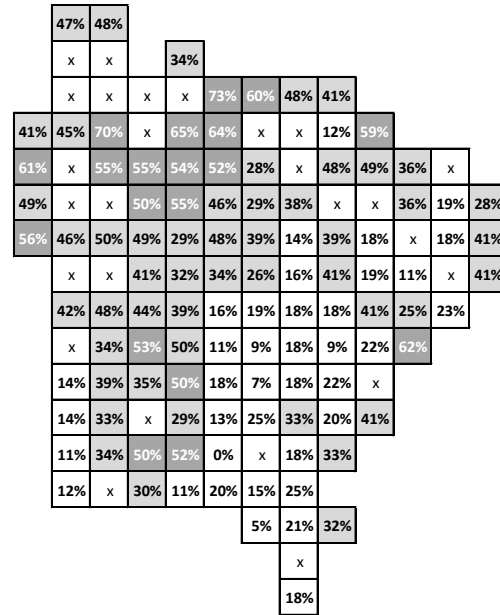 47% 48%
x x 34%
x x x x 73% 60% 48% 41%
41% 45% 70% x 65% 64% x x 12% 59%
61% x 55% 55% 54% 52% 28% x 48% 49% 36% x
49% x x 50% 55% 46% 29% 38% x x 36% 19% 28%
56% 46% 50% 49% 29% 48% 39% 14% 39% 18% x 18% 41%
x x 41% 32% 34% 26% 16% 41% 19% 11% x 41%
42% 48% 44% 39% 16% 19% 18% 18% 41% 25% 23%
x 34% 53% 50% 11% 9% 18% 9% 22% 62%
14% 39% 35% 50% 18% 7% 18% 22% x
14% 33% x 29% 13% 25% 33% 20% 41%
11% 34% 50% 52% 0% x 18% 33%
12% x 30% 11% 20% 15% 25%
5% 21% 32%
x
18%